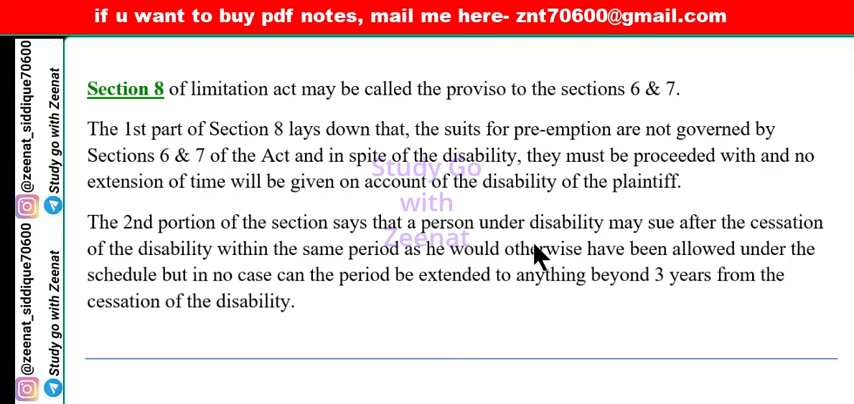 if u want to buy pdf notes, mail me here- znt70600@gmail.com
@zeenat_siddique70600
Study go with Zeenat
@zeenat_siddique70600
Study go with Zeenat
Section 8 of limitation act may be called the proviso to the sections 6 & 7.
The 1st part of Section 8 lays down that, the suits for pre-emption are not governed by
Sections 6 & 7 of the Act and in spite of the disability, they must be proceeded with and no
extension of time will be given on account of the disability of the plaintiff.
The 2nd portion of the section says that a person under disability may sue after the cessation
of the disability within the same period as he would otherwise have been allowed under the
schedule but in no case can the period be extended to anything beyond 3 years from the
cessation of the disability.
Study Go
with
Zeenat